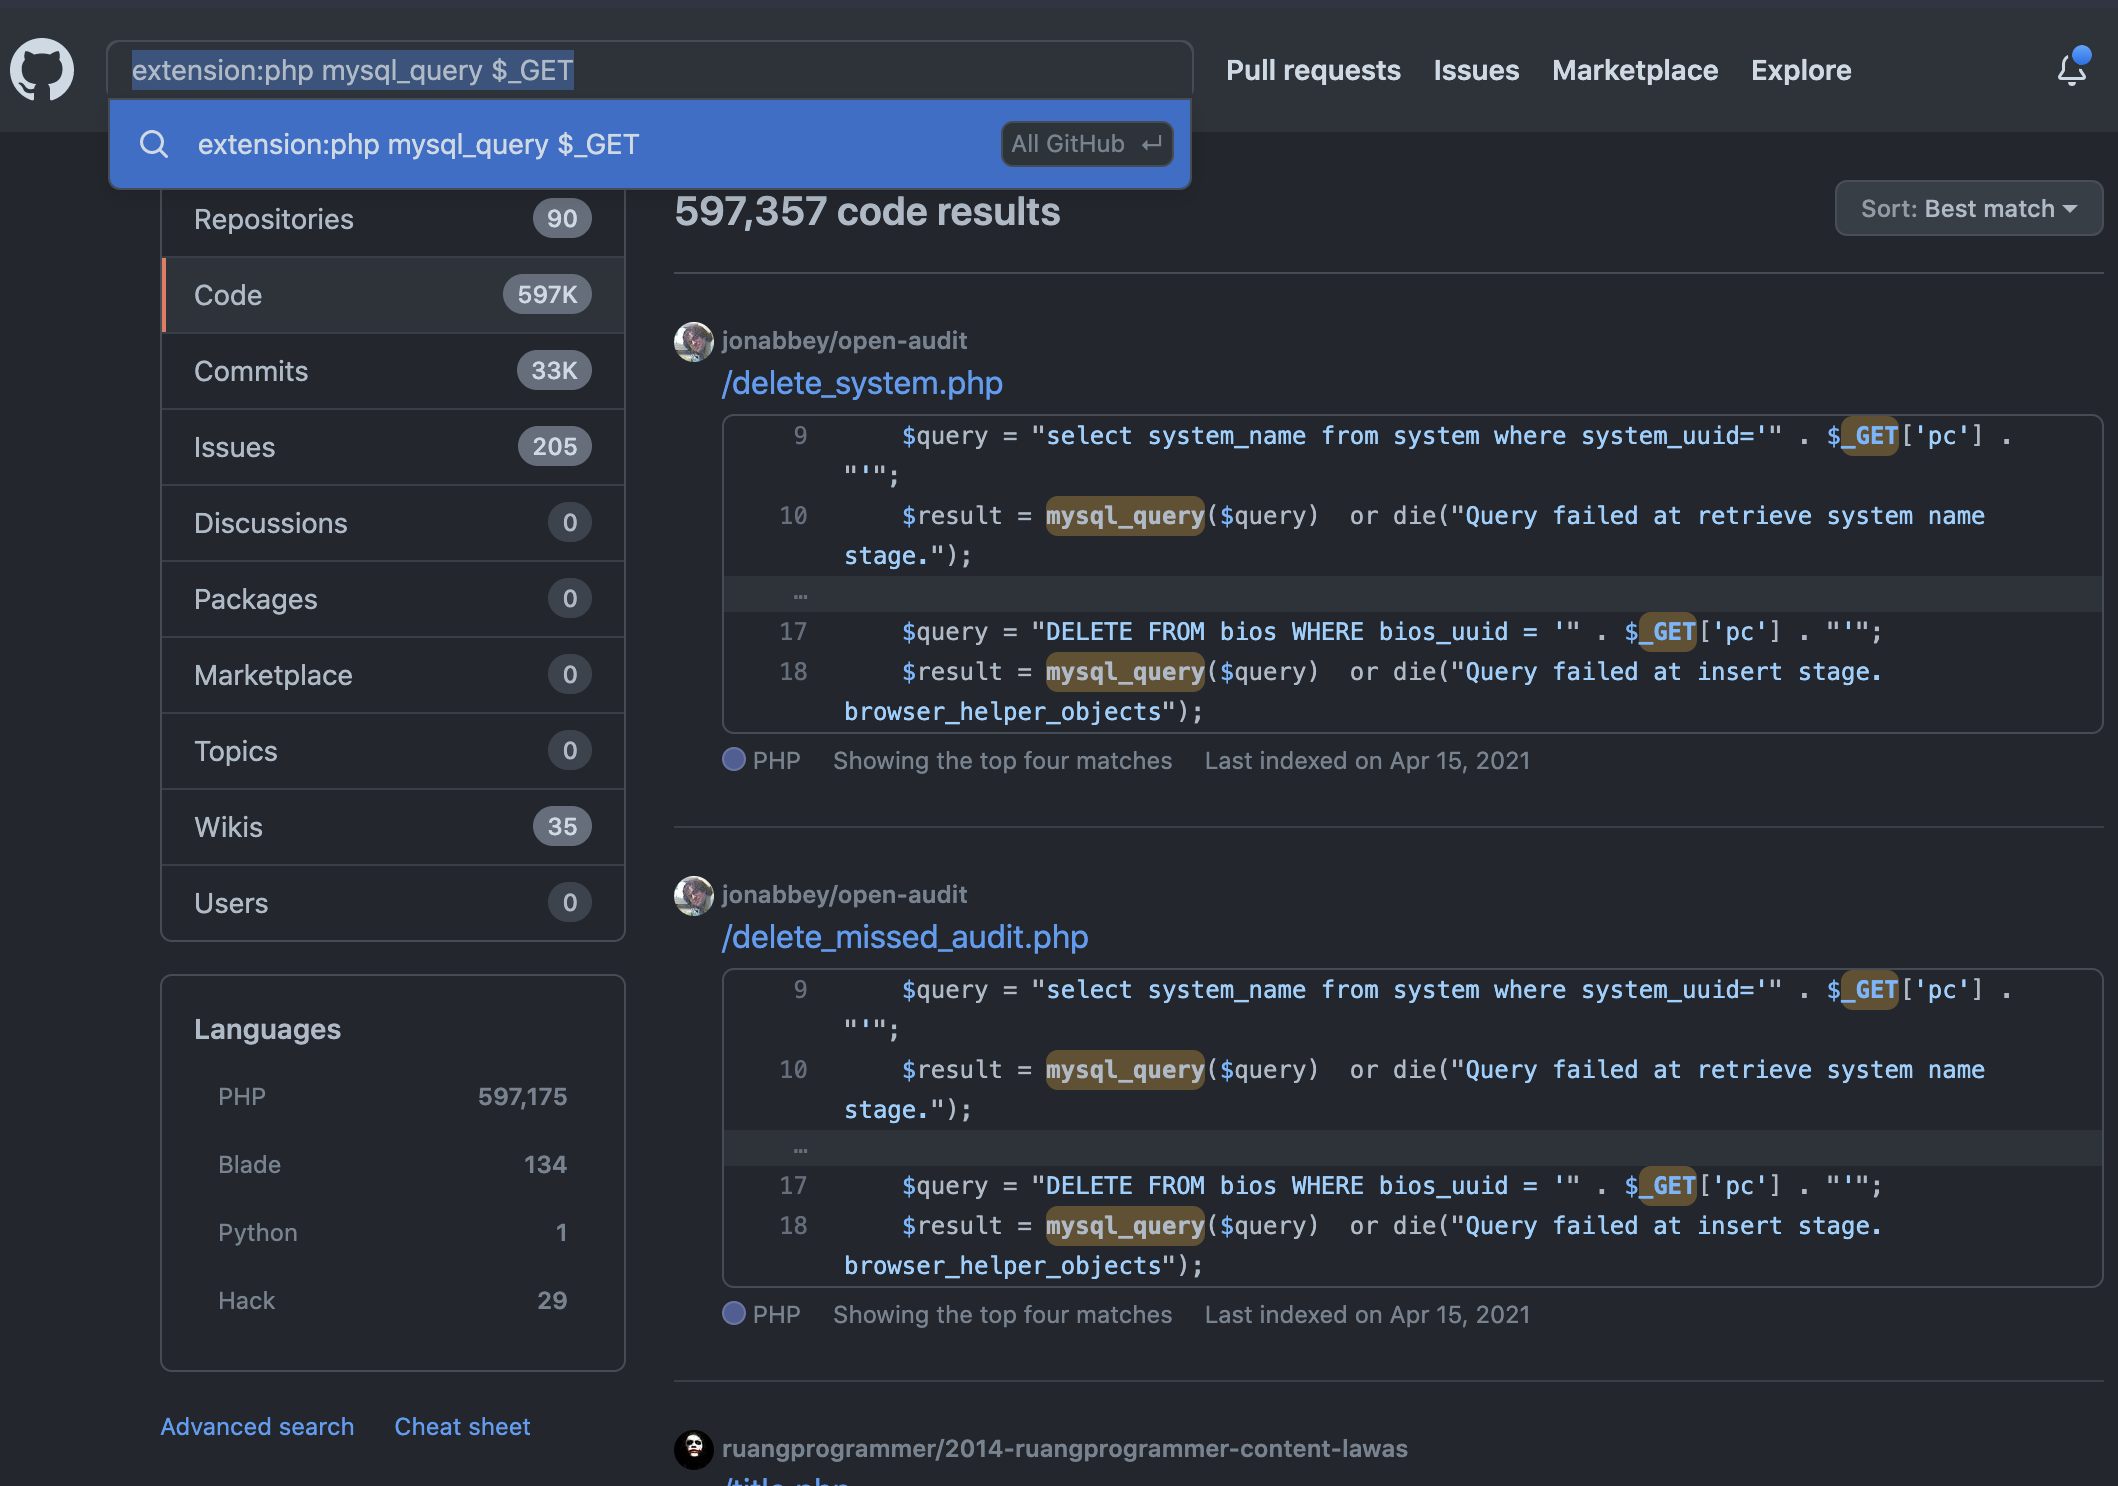 extension:php mysql_query $_GET
Pull requests Issues Marketplace Explore
extension:php mysql_query $_GET All GitHub ↵
Repositories 90
Code 597K
Commits 33K
Issues 205
Discussions 0
Packages 0
Marketplace 0
Topics 0
Wikis 35
Users 0
Languages
PHP 597,175
Blade 134
Python 1
Hack 29
Advanced search Cheat sheet
597,357 code results
Sort: Best match
jonabbey/open-audit
/delete_system.php
9 $query = "select system_name from system where system_uuid='" . $_GET['pc'] .
"'";
10 $result = mysql_query($query)  or die("Query failed at retrieve system name
stage.");
…
17 $query = "DELETE FROM bios WHERE bios_uuid = '" . $_GET['pc'] . "'";
18 $result = mysql_query($query)  or die("Query failed at insert stage.
browser_helper_objects");
PHP Showing the top four matches Last indexed on Apr 15, 2021
jonabbey/open-audit
/delete_missed_audit.php
9 $query = "select system_name from system where system_uuid='" . $_GET['pc'] .
"'";
10 $result = mysql_query($query)  or die("Query failed at retrieve system name
stage.");
…
17 $query = "DELETE FROM bios WHERE bios_uuid = '" . $_GET['pc'] . "'";
18 $result = mysql_query($query)  or die("Query failed at insert stage.
browser_helper_objects");
PHP Showing the top four matches Last indexed on Apr 15, 2021
ruangprogrammer/2014-ruangprogrammer-content-lawas
/title.php